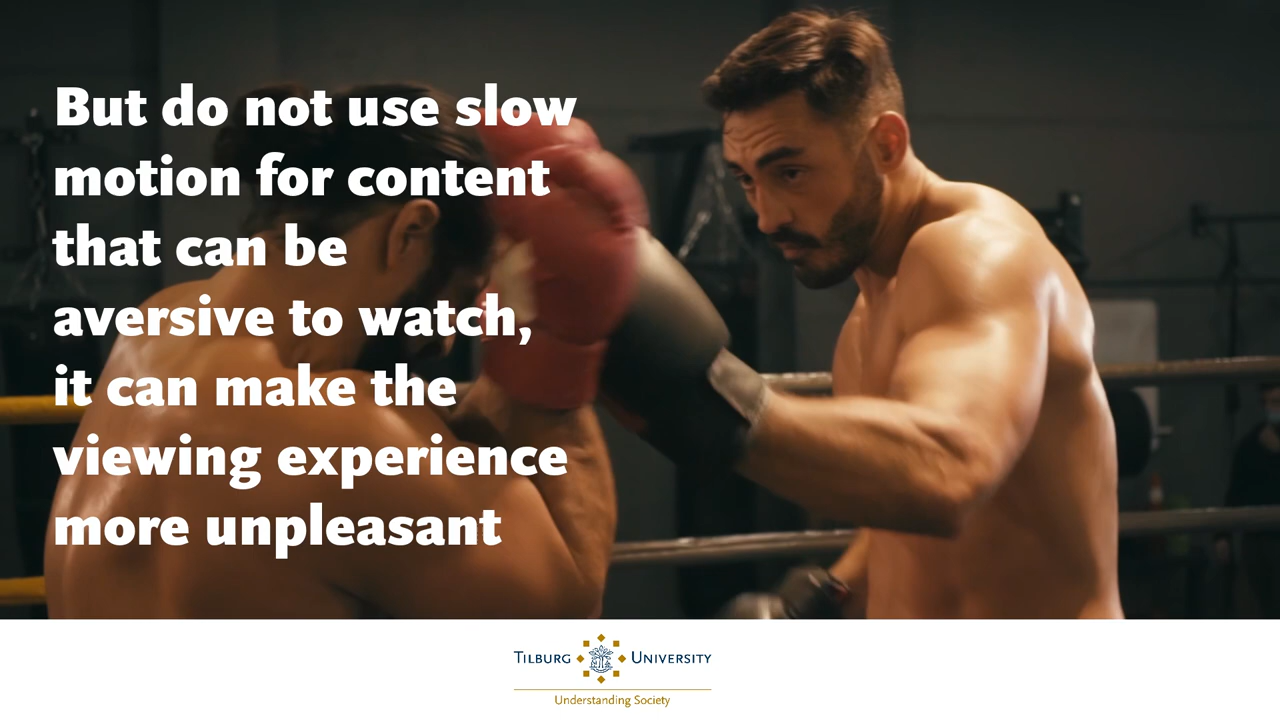 But do not use slow
motion for content
that can be
aversive to watch,
it can make the
viewing experience
more unpleasant
TILBURG UNIVERSITY
Understanding Society